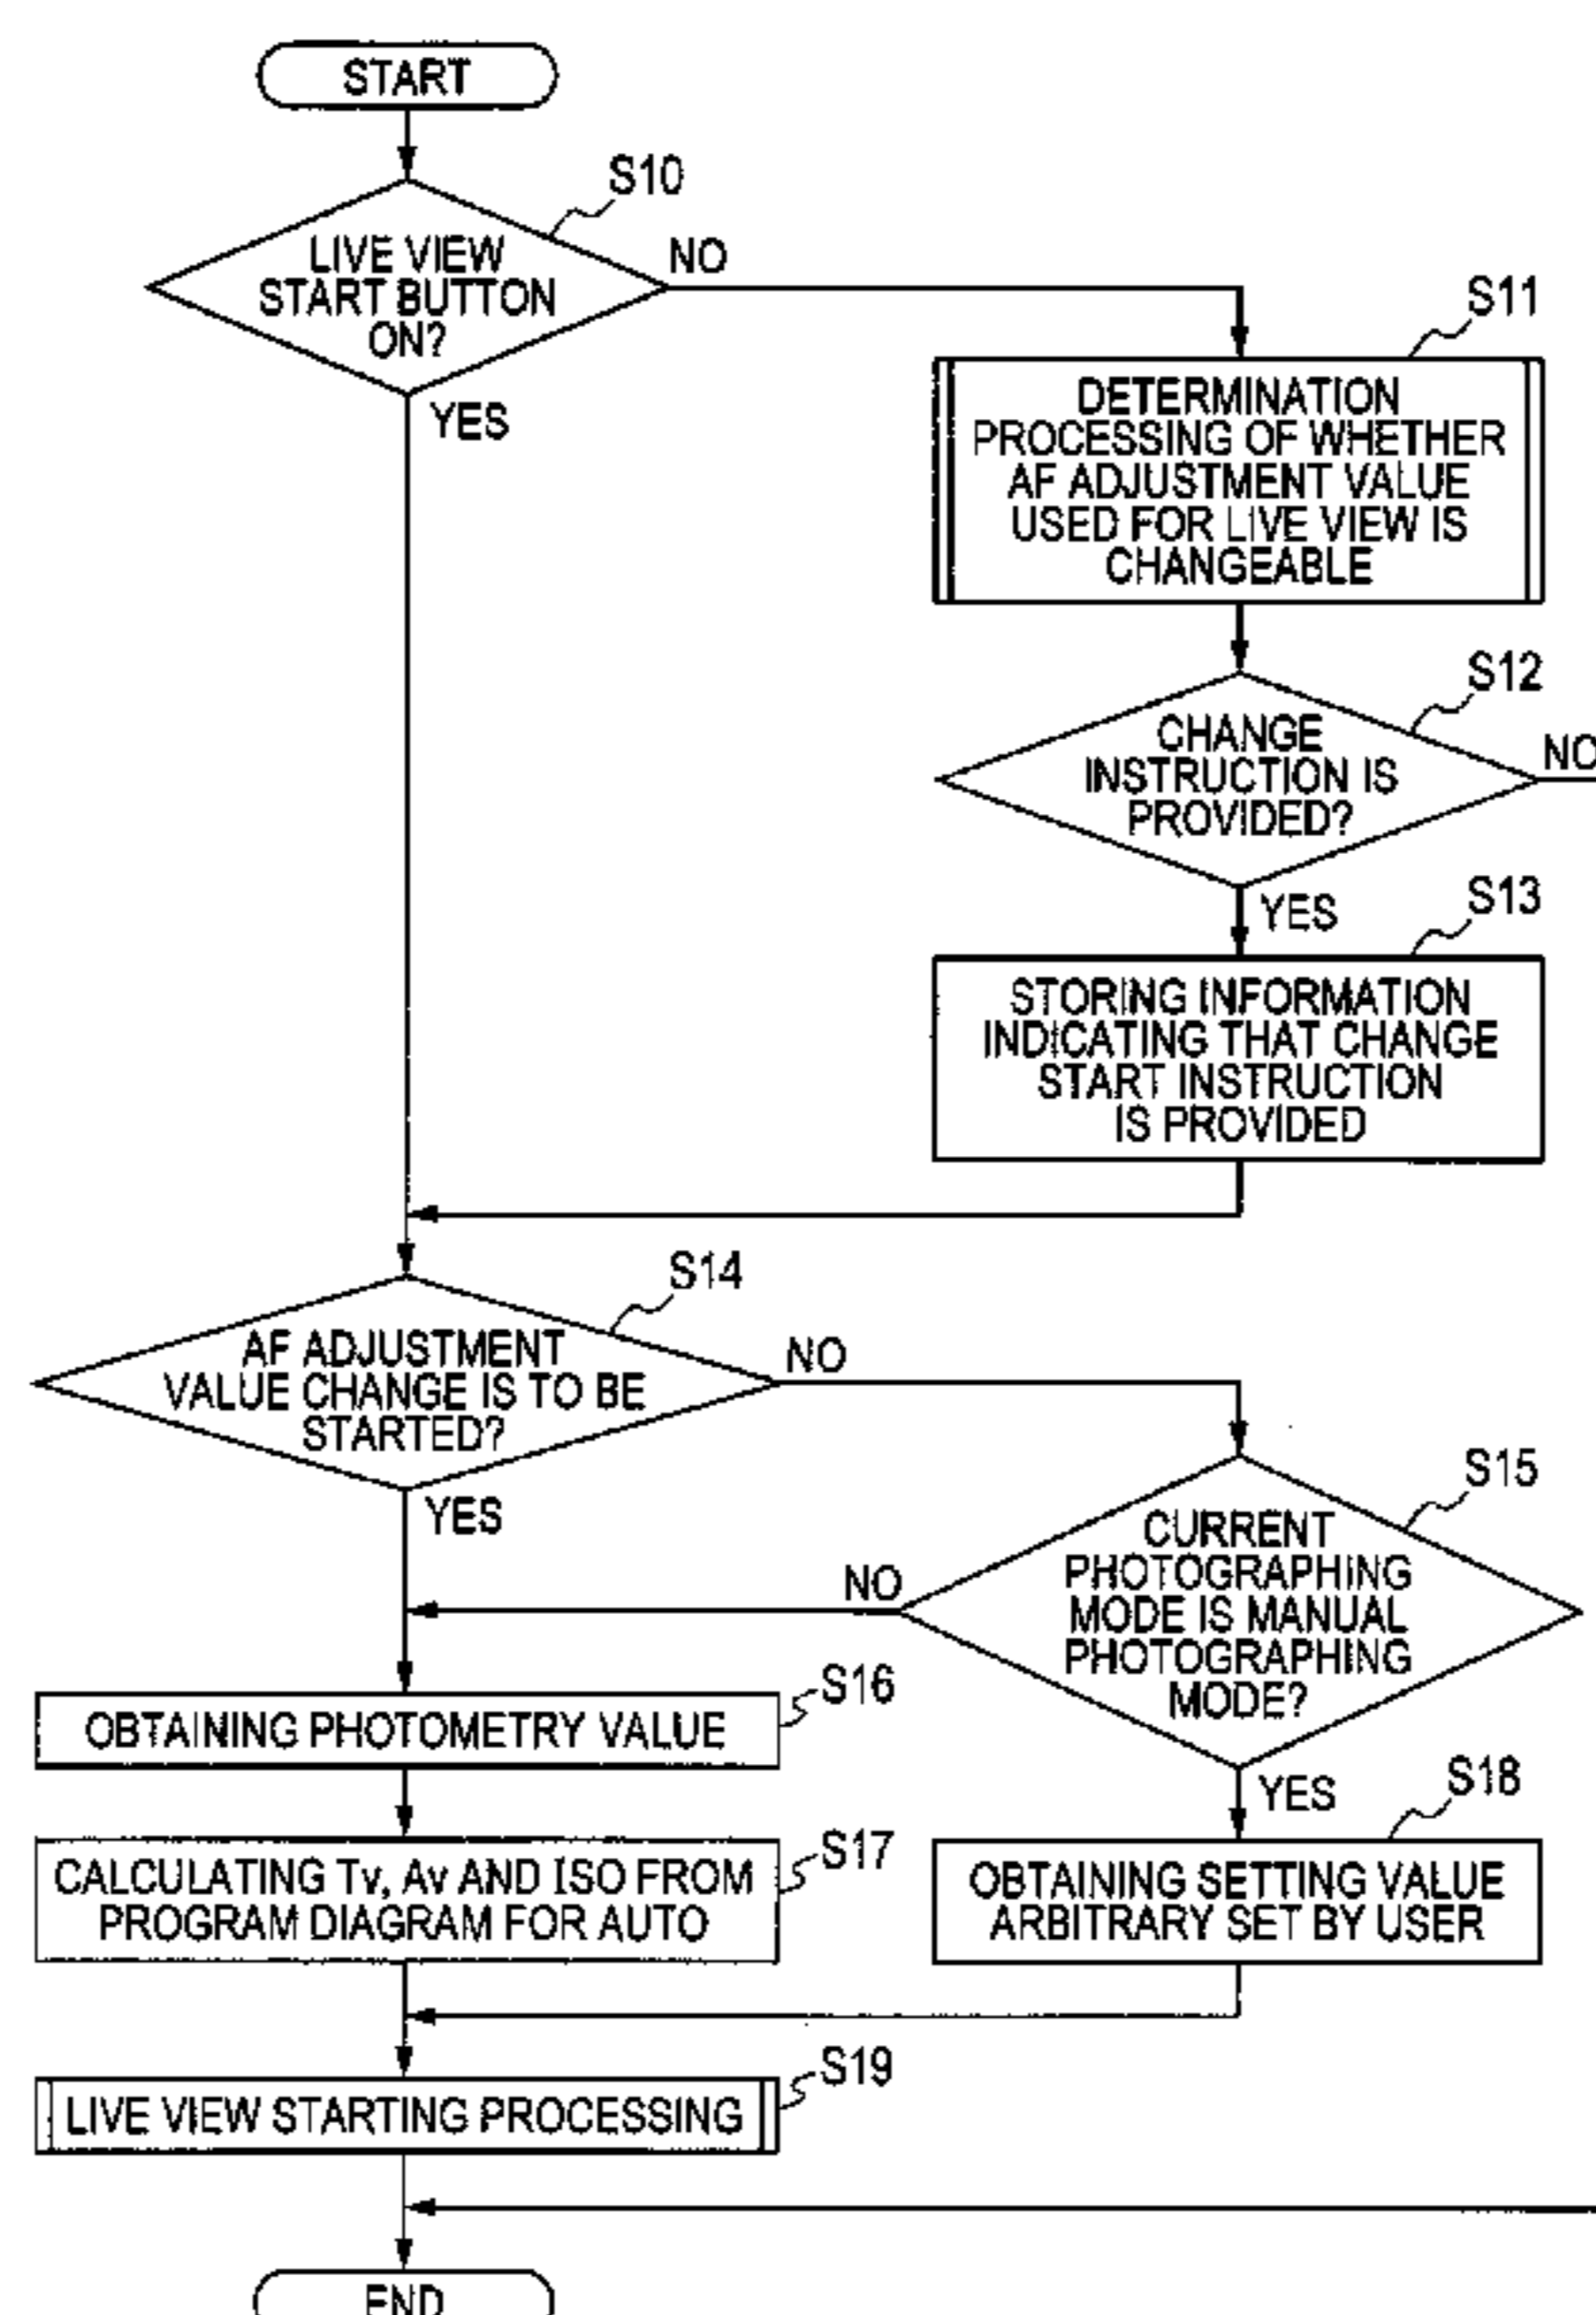 START
S10
LIVE VIEW
START BUTTON
ON?
NO
YES
S11
DETERMINATION
PROCESSING OF WHETHER
AF ADJUSTMENT VALUE
USED FOR LIVE VIEW IS
CHANGEABLE
S12
CHANGE
INSTRUCTION IS
PROVIDED?
NO
YES
S13
STORING INFORMATION
INDICATING THAT CHANGE
START INSTRUCTION
IS PROVIDED
S14
AF ADJUSTMENT
VALUE CHANGE IS TO BE
STARTED?
NO
YES
S15
CURRENT
PHOTOGRAPHING
MODE IS MANUAL
PHOTOGRAPHING
MODE?
NO
YES
S16
OBTAINING PHOTOMETRY VALUE
S17
CALCULATING Tv, Av AND ISO FROM
PROGRAM DIAGRAM FOR AUTO
S18
OBTAINING SETTING VALUE
ARBITRARY SET BY USER
S19
LIVE VIEW STARTING PROCESSING
END